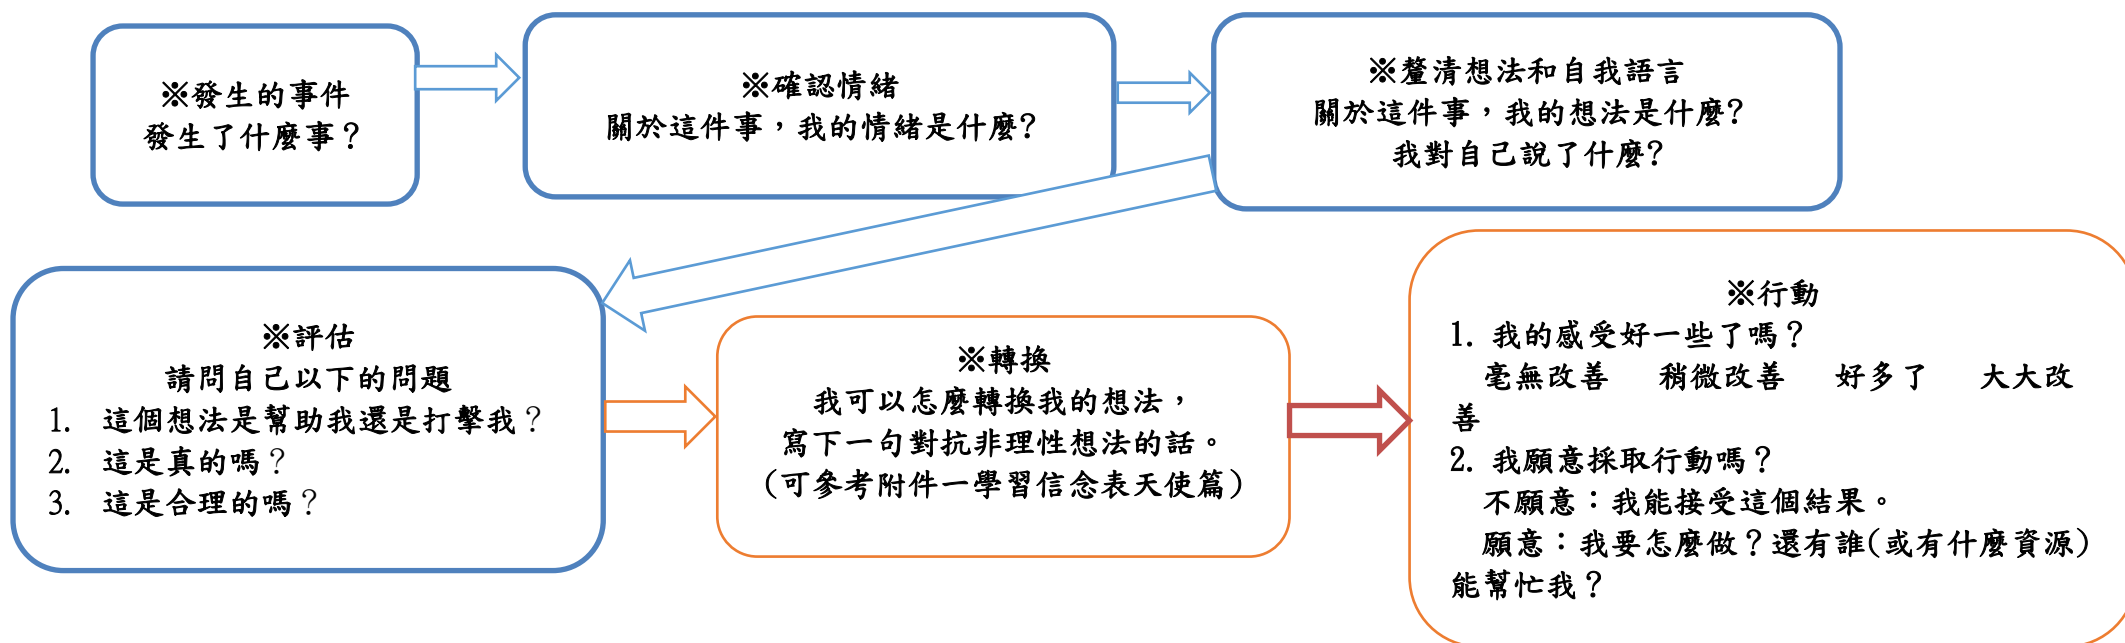 ※發生的事件
發生了什麼事？
※確認情緒
關於這件事，我的情緒是什麼?
※釐清想法和自我語言
關於這件事，我的想法是什麼?
我對自己說了什麼?
※評估
請問自己以下的問題
1. 這個想法是幫助我還是打擊我？
2. 這是真的嗎？
3. 這是合理的嗎？
※轉換
我可以怎麼轉換我的想法，
寫下一句對抗非理性想法的話。
(可參考附件一學習信念表天使篇)
※行動
1. 我的感受好一些了嗎？
毫無改善 稍微改善 好多了 大大改
善
2. 我願意採取行動嗎？
不願意：我能接受這個結果。
願意：我要怎麼做？還有誰(或有什麼資源)
能幫忙我？